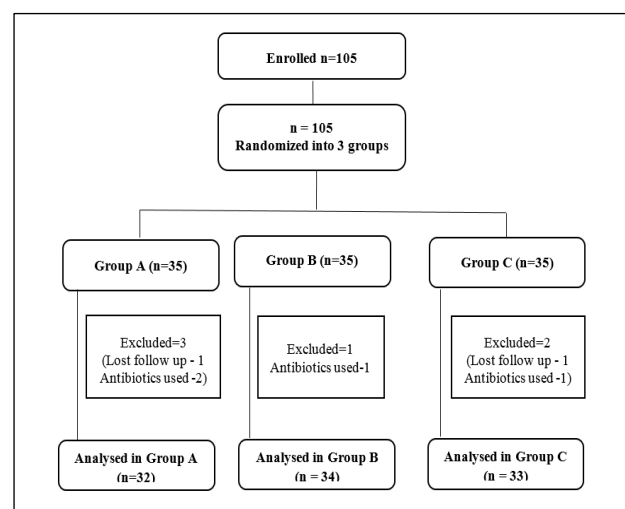 Enrolled n=105
n = 105
Randomized into 3 groups
Group A (n=35)
Group B (n=35)
Group C (n=35)
Excluded=3
(Lost follow up - 1
Antibiotics used -2)
Excluded=1
Antibiotics used-1
Excluded=2
(Lost follow up - 1
Antibiotics used -1)
Analysed in Group A
(n=32)
Analysed in Group B
(n = 34)
Analysed in Group C
(n = 33)